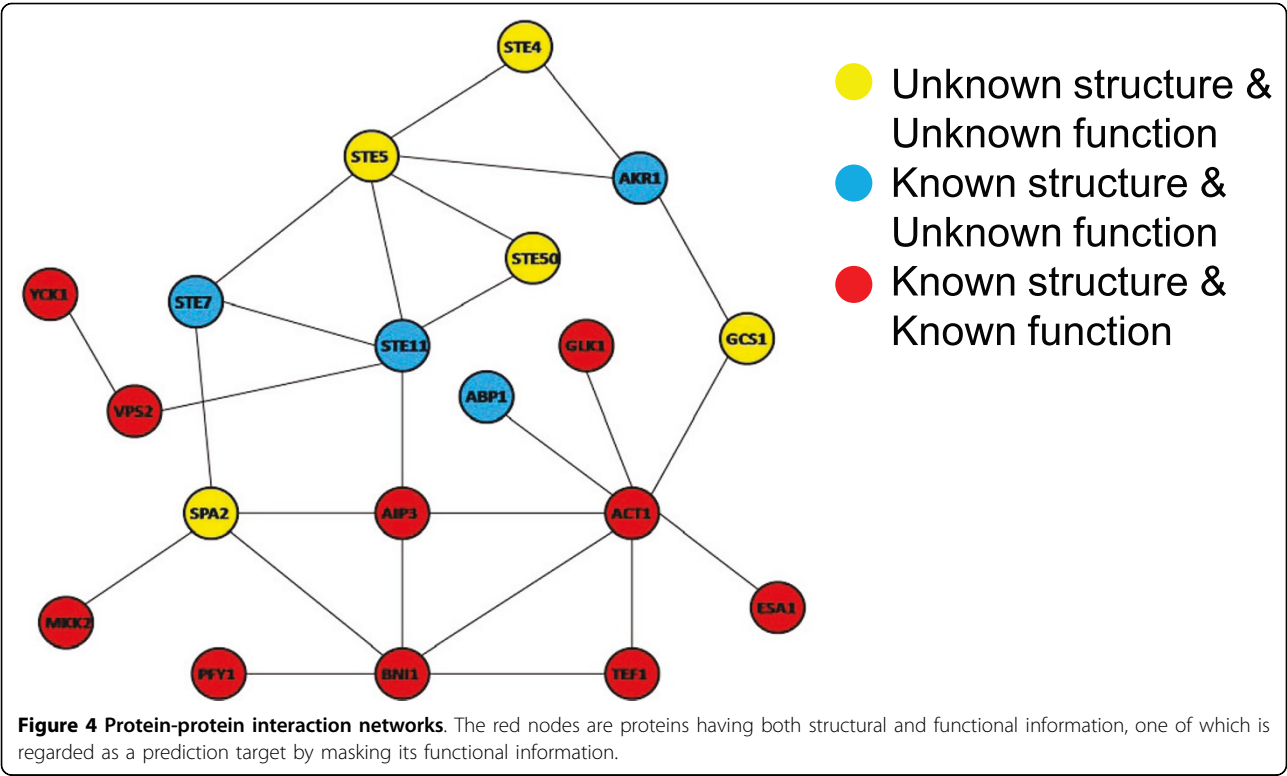 STE4
Unknown structure &
Unknown function
STE5
AKR1
Known structure &
Unknown function
STE50
YCK1
STE7
Known structure &
Known function
STE11
GLK1
GCS1
ABP1
VPS2
SPA2
AIP3
ACT1
ESA1
MKK2
PFY1
BNI1
TEF1
Figure 4 Protein-protein interaction networks. The red nodes are proteins having both structural and functional information, one of which is
regarded as a prediction target by masking its functional information.